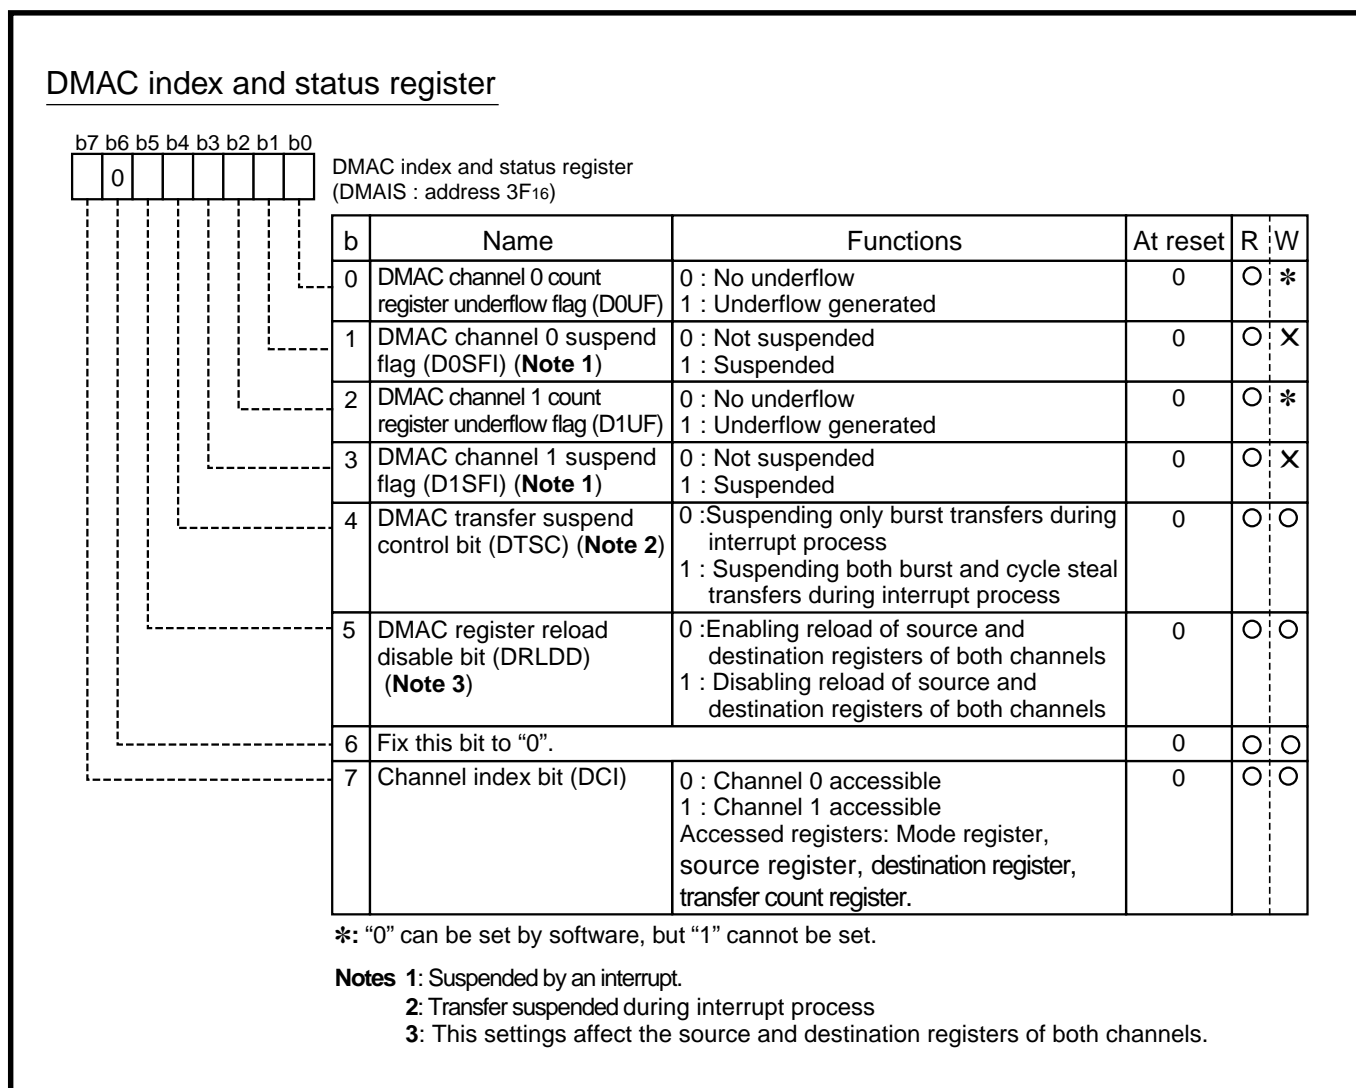 DMAC index and status register
b7 b6 b5 b4 b3 b2 b1 b0
0
DMAC index and status register
(DMAIS : address 3F16)
b Name Functions At reset R W
0 DMAC channel 0 count 0 : No underflow 0 O ✻
register underflow flag (D0UF) 1 : Underflow generated
1 DMAC channel 0 suspend 0 : Not suspended 0 O ×
flag (D0SFI) (Note 1) 1 : Suspended
2 DMAC channel 1 count 0 : No underflow 0 O ✻
register underflow flag (D1UF) 1 : Underflow generated
3 DMAC channel 1 suspend 0 : Not suspended 0 O ×
flag (D1SFI) (Note 1) 1 : Suspended
4 DMAC transfer suspend 0 :Suspending only burst transfers during 0 O O
control bit (DTSC) (Note 2) interrupt process
1 : Suspending both burst and cycle steal
transfers during interrupt process
5 DMAC register reload 0 :Enabling reload of source and 0 O O
disable bit (DRLDD) destination registers of both channels
(Note 3) 1 : Disabling reload of source and
destination registers of both channels
6 Fix this bit to “0”. 0 O O
7 Channel index bit (DCI) 0 : Channel 0 accessible 0 O O
1 : Channel 1 accessible
Accessed registers: Mode register,
source register, destination register,
transfer count register.
✻: “0” can be set by software, but “1” cannot be set.
Notes 1: Suspended by an interrupt.
2: Transfer suspended during interrupt process
3: This settings affect the source and destination registers of both channels.